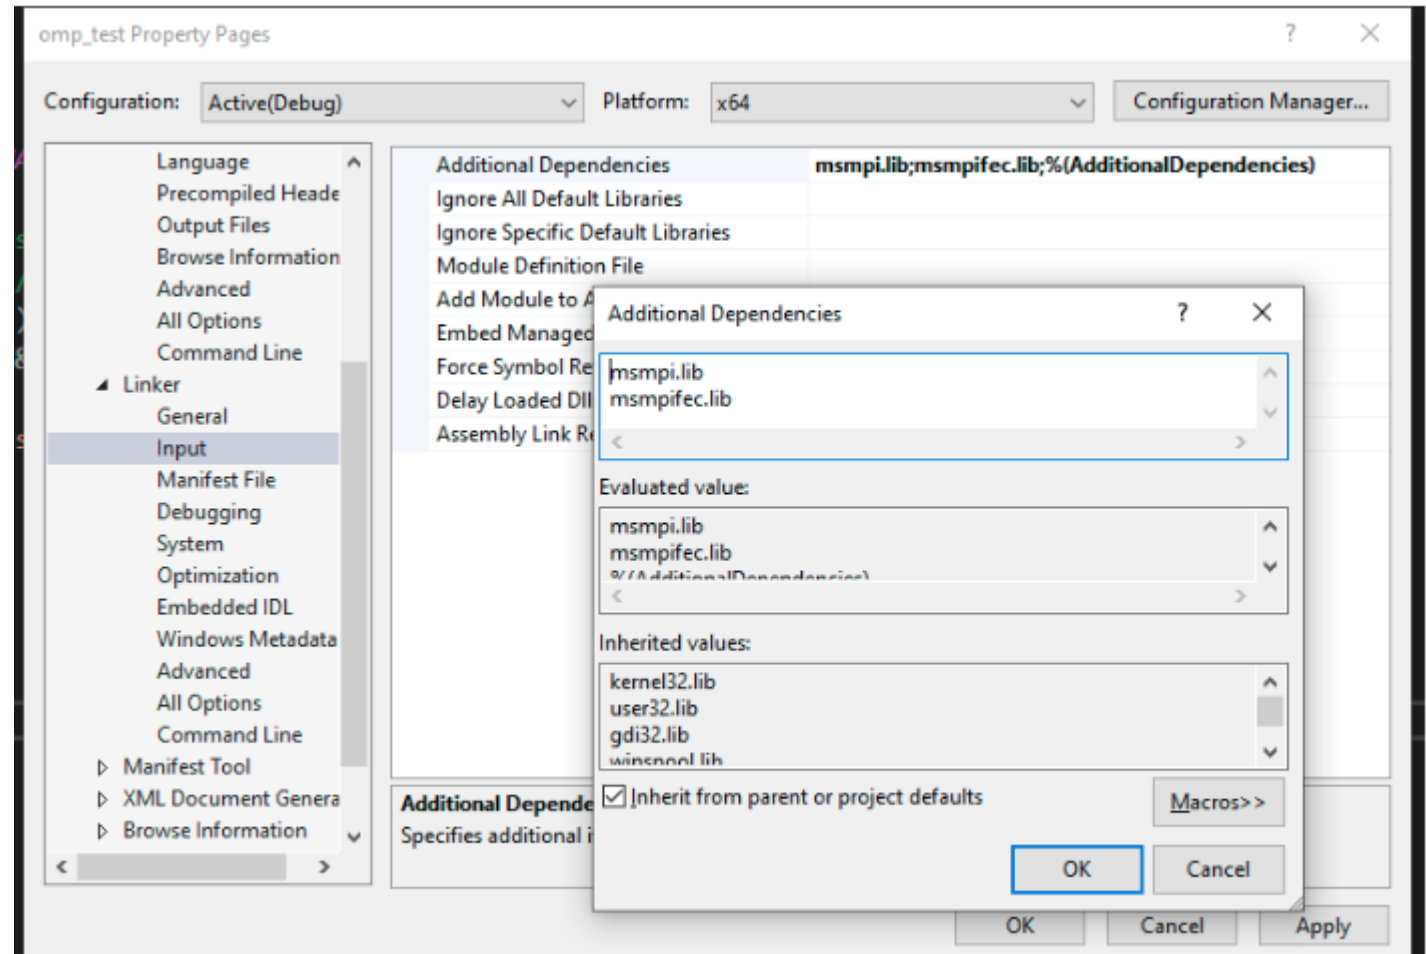 omp_test Property Pages
Configuration: Active(Debug) Platform: x64 Configuration Manager...
Language
Precompiled Heade
Output Files
Browse Information
Advanced
All Options
Command Line
Linker
General
Input
Manifest File
Debugging
System
Optimization
Embedded IDL
Windows Metadata
Advanced
All Options
Command Line
Manifest Tool
XML Document Genera
Browse Information
Additional Dependencies msmpi.lib;msmpifec.lib;%(AdditionalDependencies)
Ignore All Default Libraries
Ignore Specific Default Libraries
Module Definition File
Add Module to A
Embed Managed
Force Symbol Re
Delay Loaded Dll
Assembly Link Re
Additional Depende
Specifies additional i
Additional Dependencies
msmpi.lib
msmpifec.lib
Evaluated value:
msmpi.lib
msmpifec.lib
%(AdditionalDependencies)
Inherited values:
kernel32.lib
user32.lib
gdi32.lib
winspool.lib
Inherit from parent or project defaults
Macros>>
OK Cancel
OK Cancel Apply